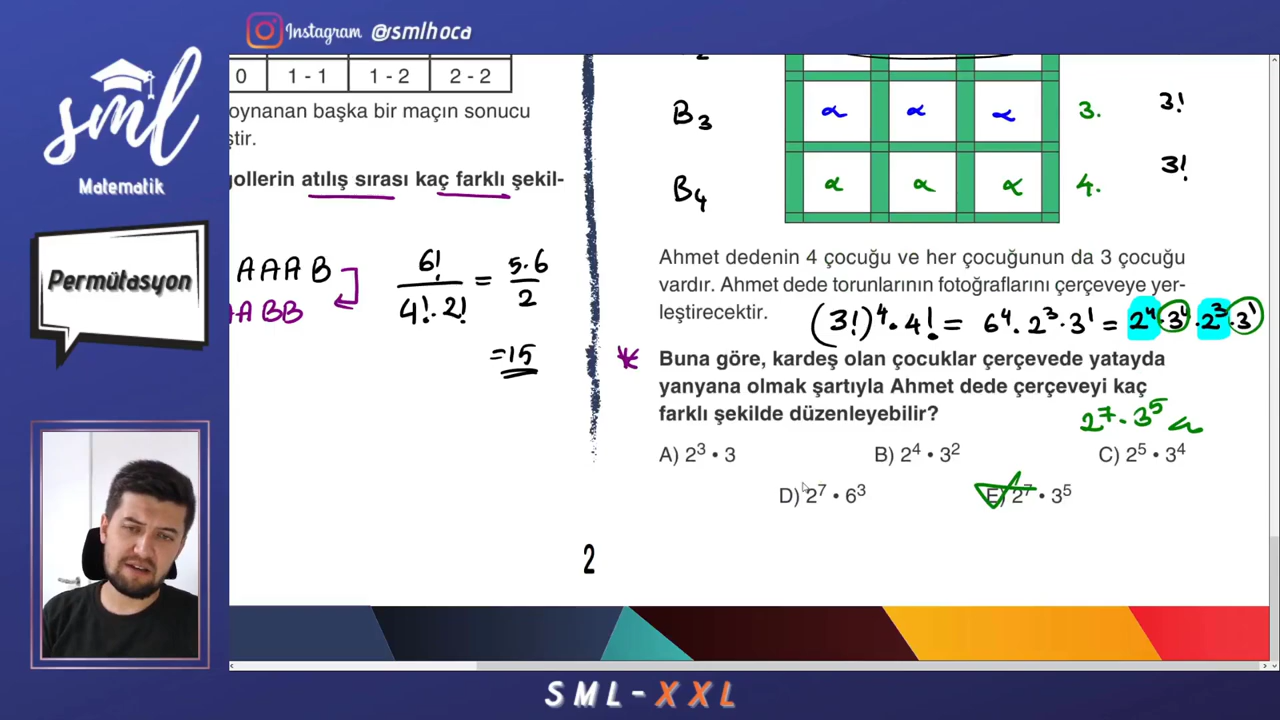 Instagram @smlhoca
sml
Matematik
Permütasyon
0 1 - 1 1 - 2 2 - 2
oynanan başka bir maçın sonucu
ştir.
gollerin atılış sırası kaç farklı şekil-
A A A B
A BB
6! / 4! . 2! = 5.6 / 2
=15
2
B3 α α α 3. 3!
B4 α α α 4. 3!
Ahmet dedenin 4 çocuğu ve her çocuğunun da 3 çocuğu
vardır. Ahmet dede torunlarının fotoğraflarını çerçeveye yer-
leştirecektir.
(3!)⁴ . 4! = 6⁴ . 2³ . 3¹ = 2⁴ . 3⁴ . 2³ . 3¹
Buna göre, kardeş olan çocuklar çerçevede yatayda
yanyana olmak şartıyla Ahmet dede çerçeveyi kaç
farklı şekilde düzenleyebilir?
2⁷ . 3⁵
A) 2³ • 3 B) 2⁴ • 3² C) 2⁵ • 3⁴
D) 2⁷ • 6³ E) 2⁷ • 3⁵
SML-XXL